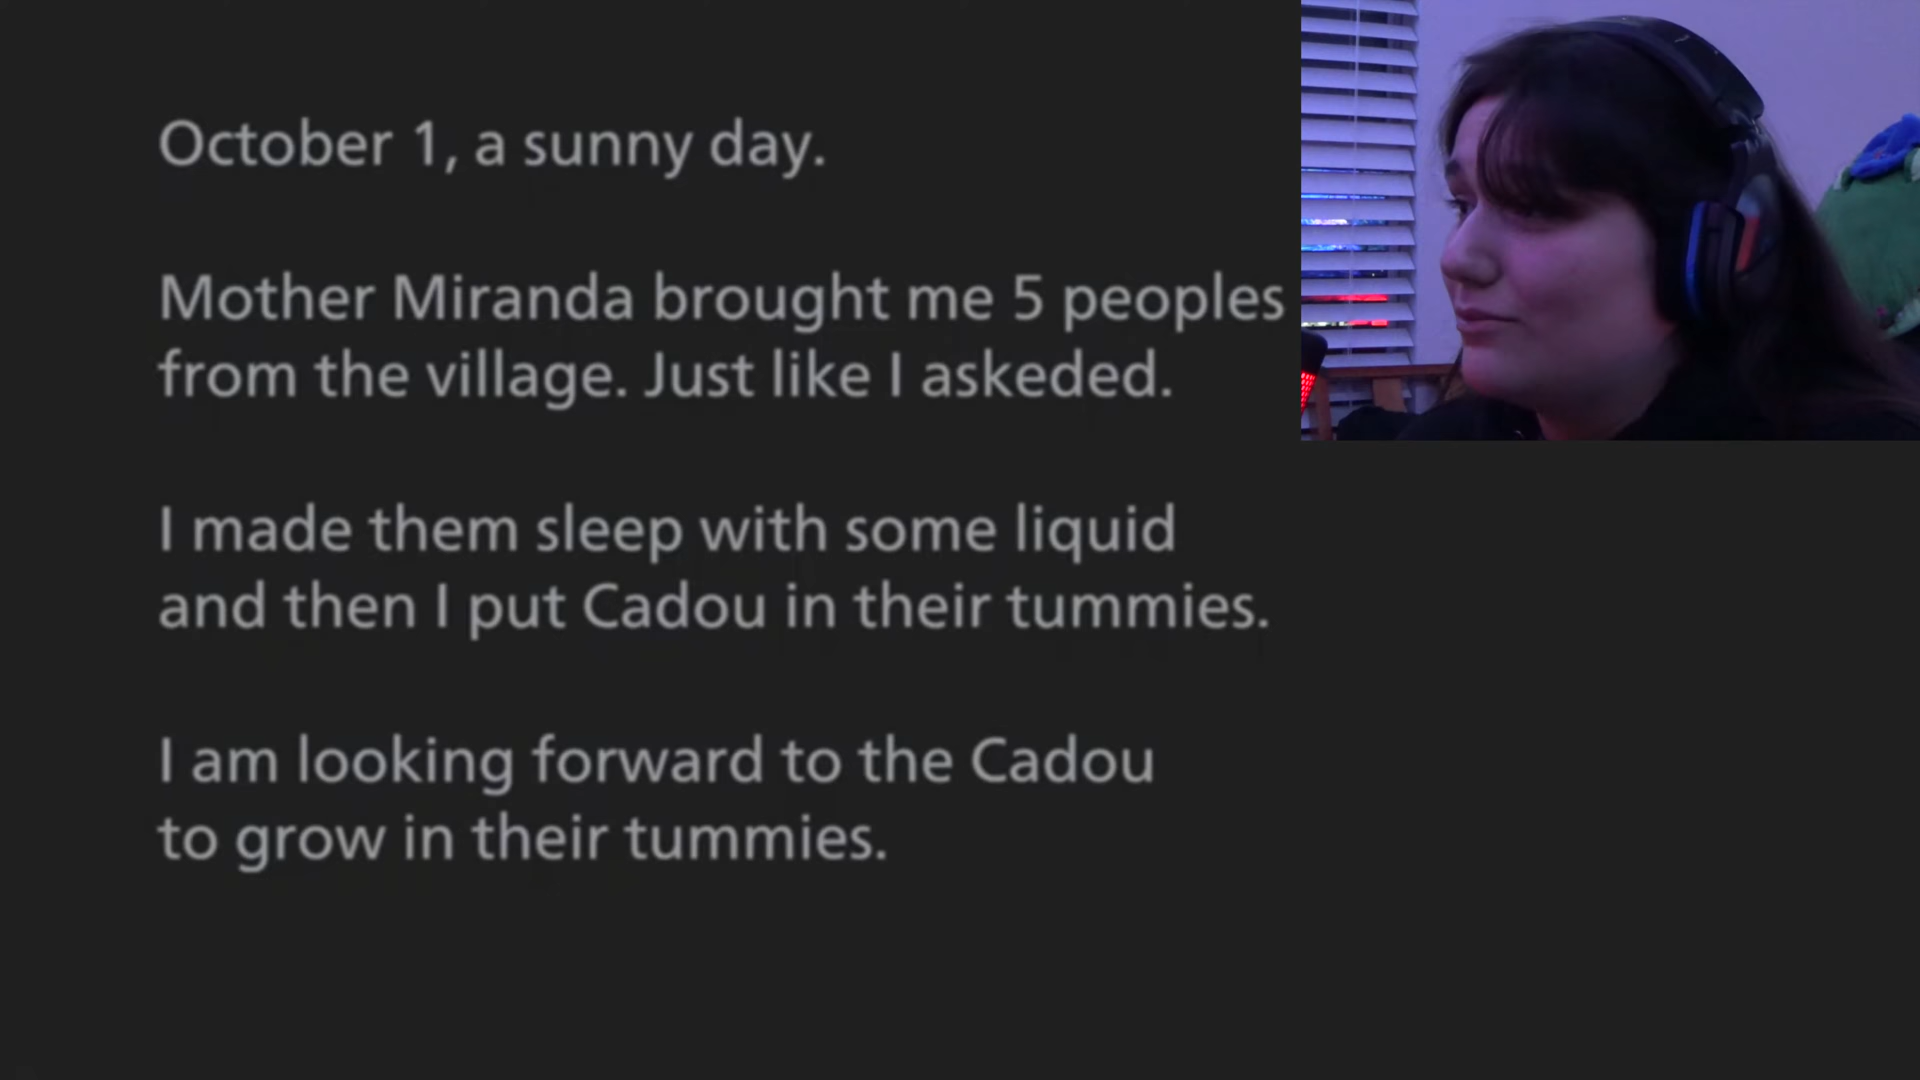 October 1, a sunny day.
Mother Miranda brought me 5 peoples
from the village. Just like I askeded.
I made them sleep with some liquid
and then I put Cadou in their tummies.
I am looking forward to the Cadou
to grow in their tummies.